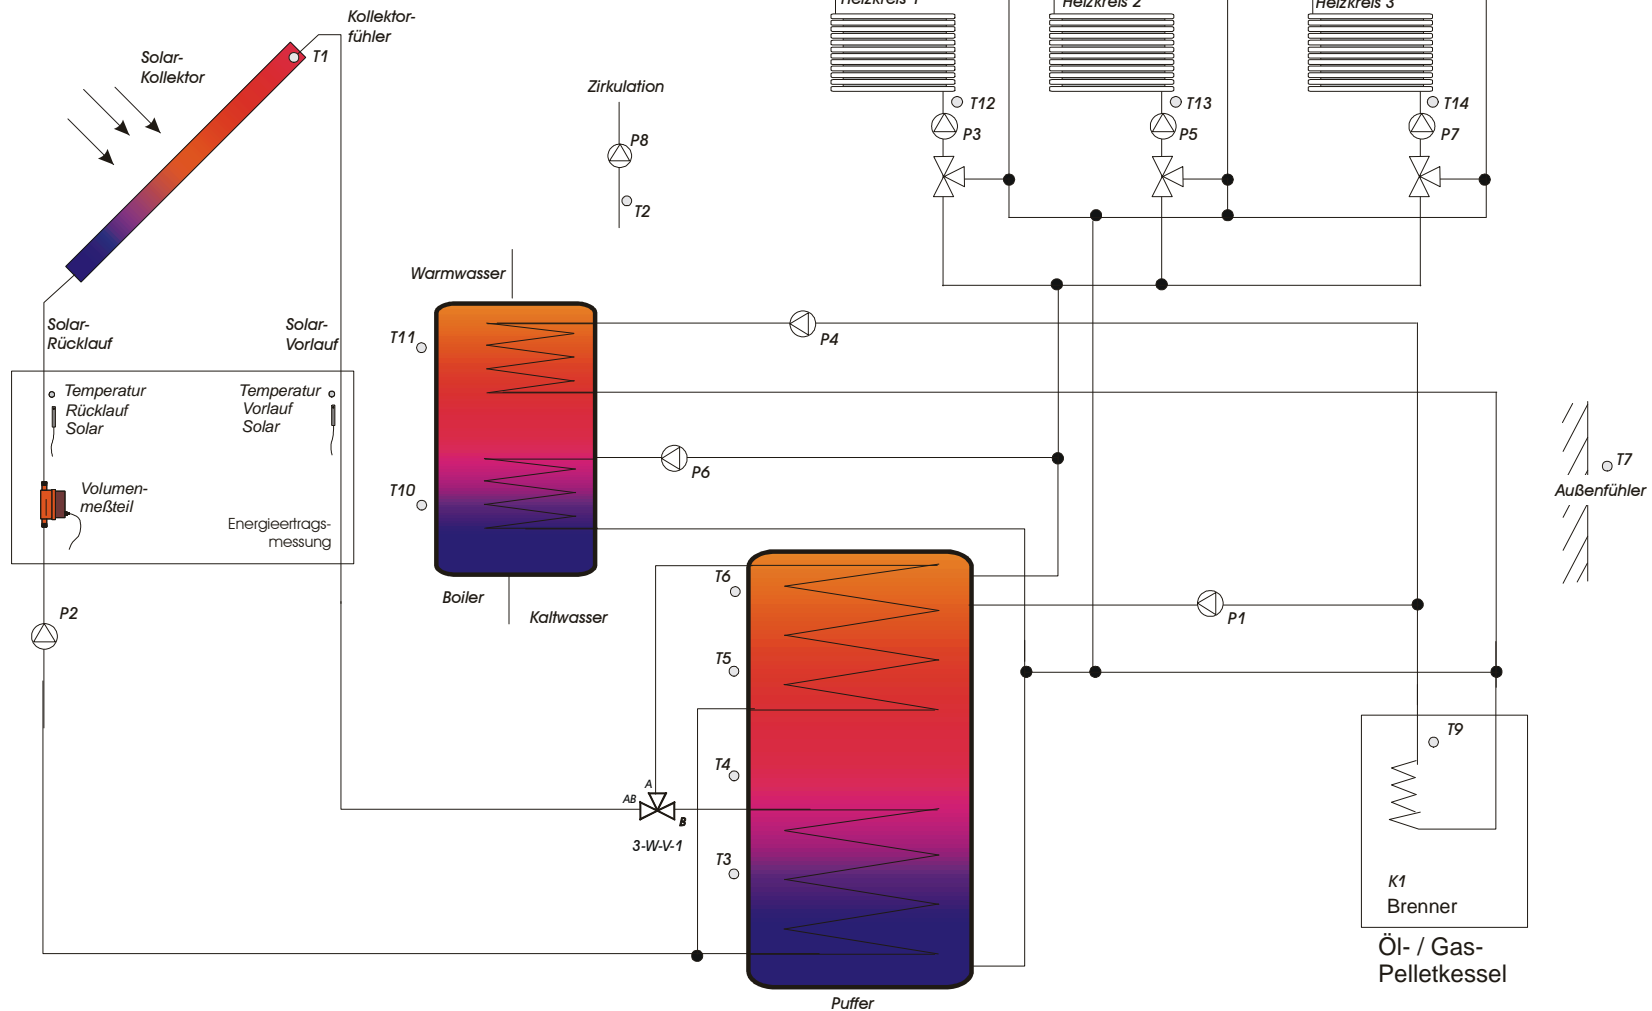 Kollektor-
fühler
T1
Solar-
Kollektor
Zirkulation
P8
T2
Heizkreis 1
Heizkreis 2
Heizkreis 3
T12
P3
T13
P5
T14
P7
Warmwasser
T11
T10
P4
P6
Boiler
Kaltwasser
Solar-
Rücklauf
Solar-
Vorlauf
Temperatur
Rücklauf
Solar
Temperatur
Vorlauf
Solar
Volumen-
meßteil
Energieertrags-
messung
P2
T7
Außenfühler
T6
T5
T4
T3
A
AB
B
3-W-V-1
P1
T9
K1
Brenner
Öl- / Gas-
Pelletkessel
Puffer